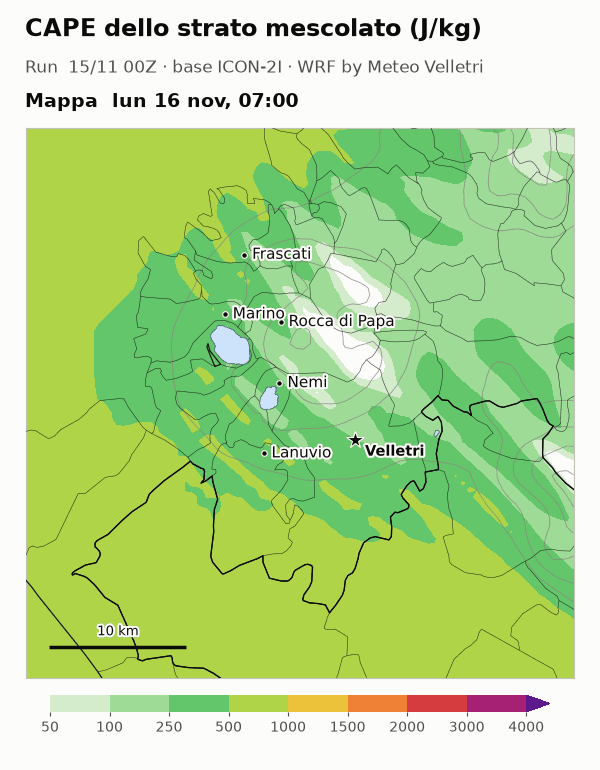 CAPE dello strato mescolato (J/kg)
Run  15/11 00Z · base ICON-2I · WRF by Meteo Velletri
Mappa  lun 16 nov, 07:00
Frascati
Marino
Rocca di Papa
Nemi
Velletri
Lanuvio
10 km
50 100 250 500 1000 1500 2000 3000 4000